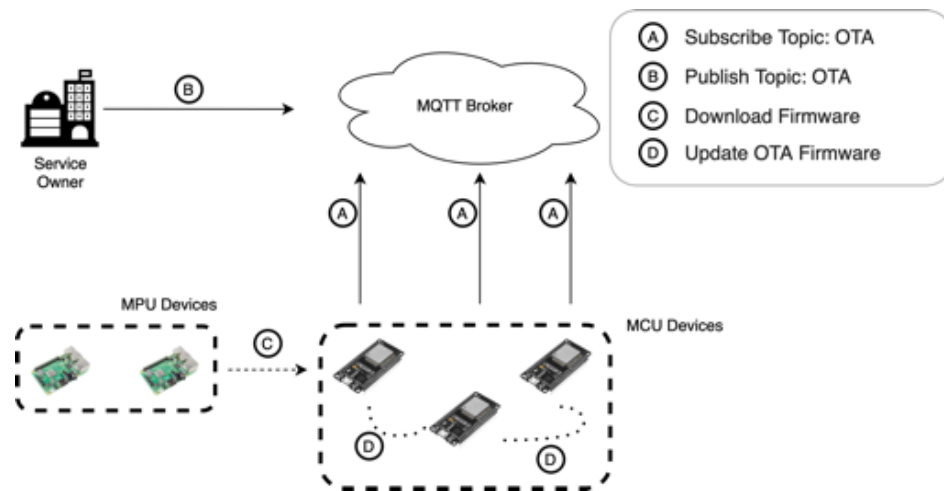 A Subscribe Topic: OTA
B Publish Topic: OTA
C Download Firmware
D Update OTA Firmware
B
MQTT Broker
Service
Owner
A
A
A
MPU Devices
MCU Devices
C
D
D